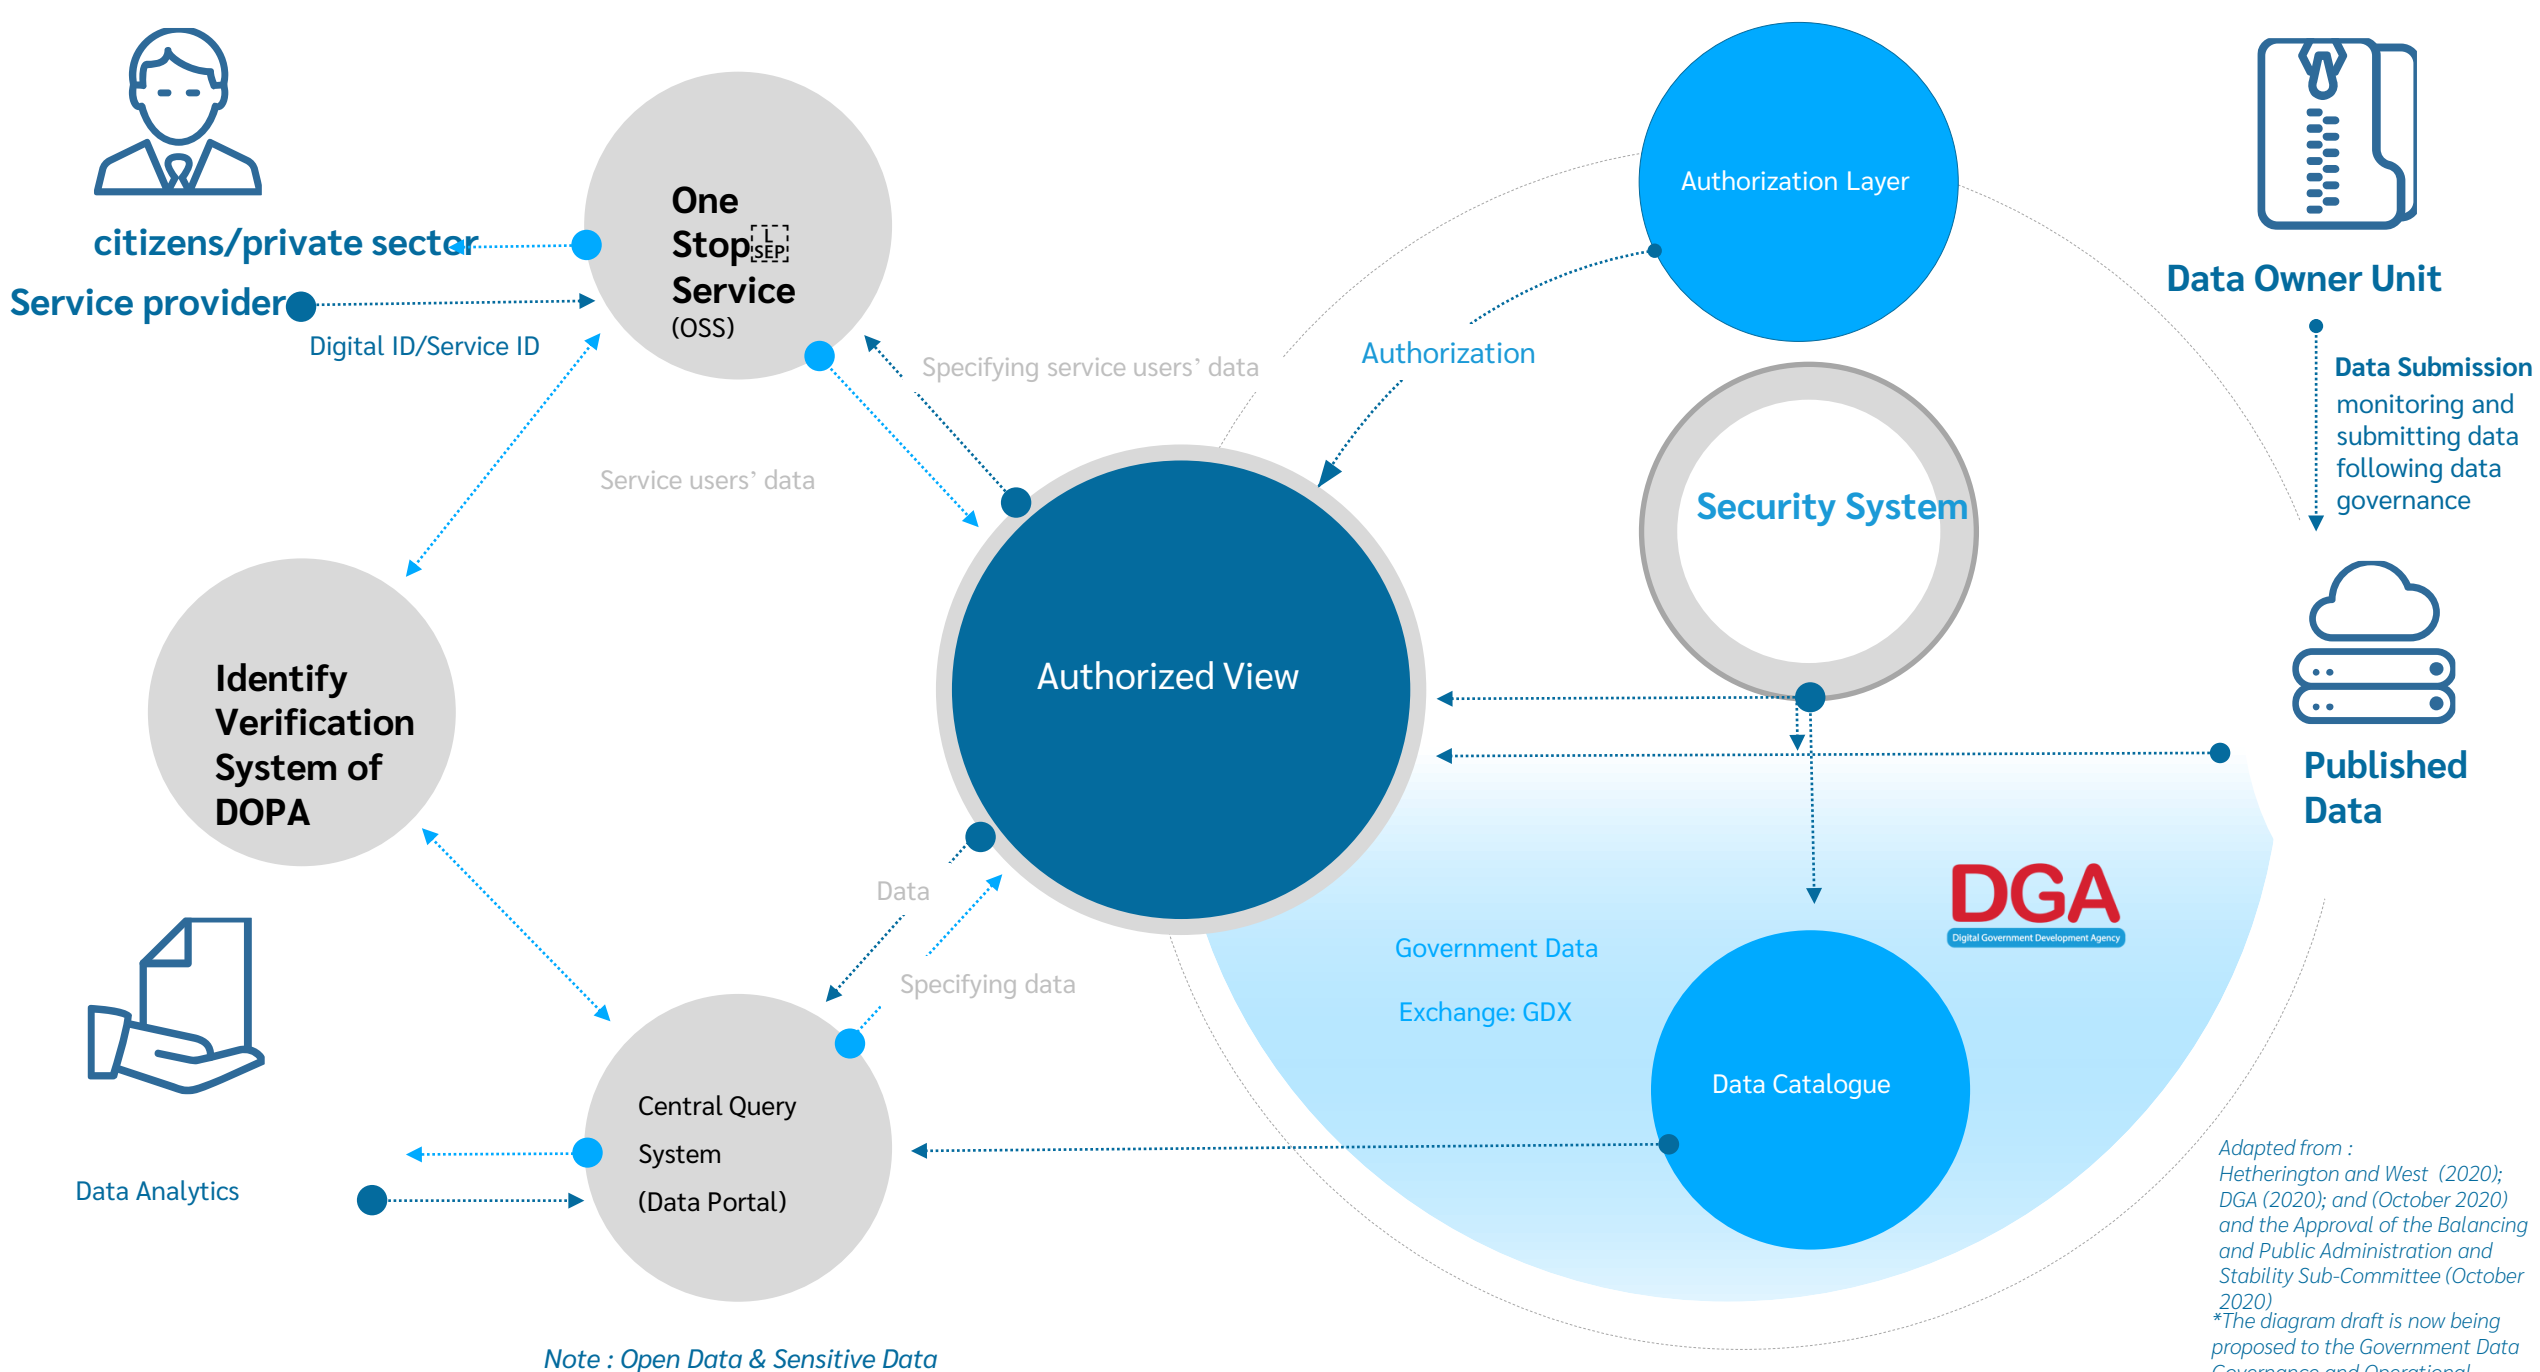 citizens/private sector
Service provider
Digital ID/Service ID
One
Stop
L
SEP
Service
(OSS)
Specifying service users’ data
Service users’ data
Authorization Layer
Authorization
Security System
Data Owner Unit
Data Submission
monitoring and
submitting data
following data
governance
Identify
Verification
System of
DOPA
Authorized View
Published
Data
Data
Specifying data
DGA
Digital Government Development Agency
Government Data
Exchange: GDX
Data Catalogue
Central Query
System
(Data Portal)
Data Analytics
Adapted from :
Hetherington and West (2020);
DGA (2020); and (October 2020)
and the Approval of the Balancing
and Public Administration and
Stability Sub-Committee (October
2020)
*The diagram draft is now being
proposed to the Government Data
Governance and Operational
Note : Open Data & Sensitive Data